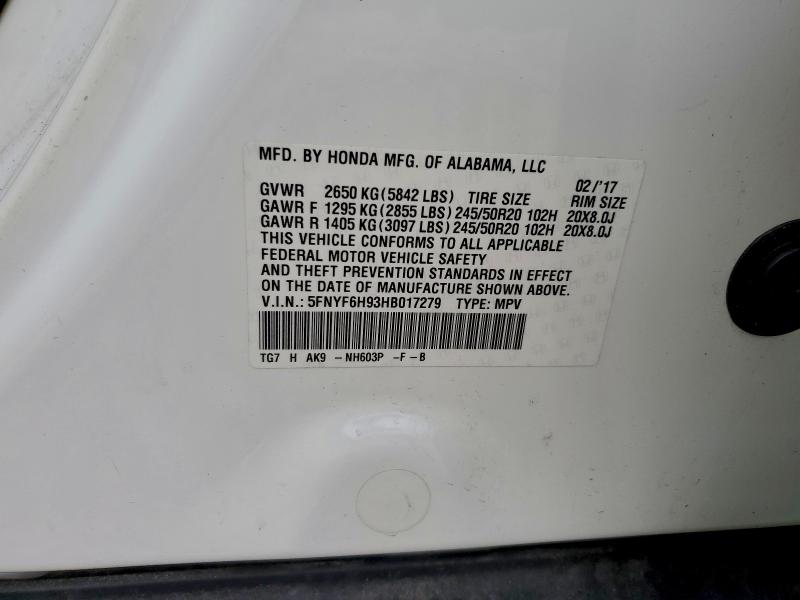 MFD. BY HONDA MFG. OF ALABAMA, LLC
02/'17
GVWR 2650 KG(5842 LBS) TIRE SIZE RIM SIZE
GAWR F 1295 KG(2855 LBS) 245/50R20 102H 20X8.0J
GAWR R 1405 KG(3097 LBS) 245/50R20 102H 20X8.0J
THIS VEHICLE CONFORMS TO ALL APPLICABLE
FEDERAL MOTOR VEHICLE SAFETY
AND THEFT PREVENTION STANDARDS IN EFFECT
ON THE DATE OF MANUFACTURE SHOWN ABOVE.
V.I.N.: 5FNYF6H93HB017279 TYPE: MPV
TG7 H AK9 -NH603P -F-B